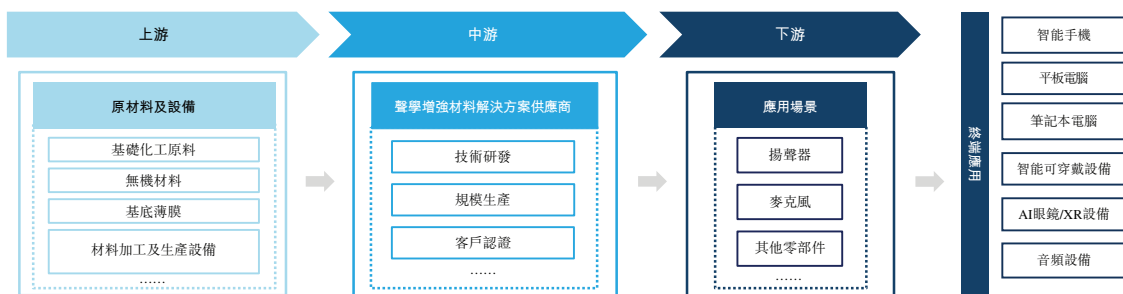 上游
中游
下游
原材料及設備
基礎化工原料
無機材料
基底薄膜
材料加工及生產設備
......
聲學增強材料解決方案供應商
技術研發
規模生產
客戶認證
......
應用場景
揚聲器
麥克風
其他零部件
......
終端應用
智能手機
平板電腦
筆記本電腦
智能可穿戴設備
AI眼鏡/XR設備
音頻設備